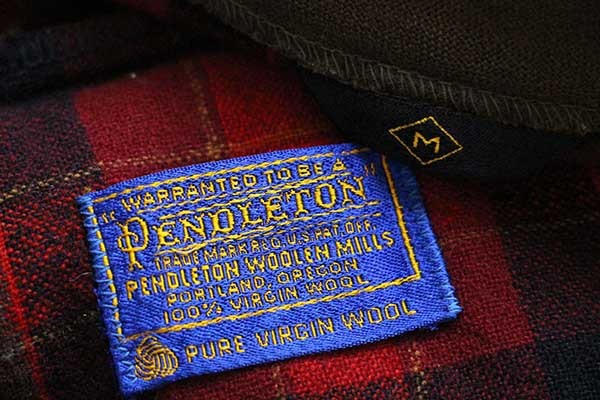 "WARRANTED TO BE A
PENDLETON"
TRADE MARK REG. U.S. PAT. OFF.
PENDLETON WOOLEN MILLS
PORTLAND, OREGON
100% VIRGIN WOOL
PURE VIRGIN WOOL
M